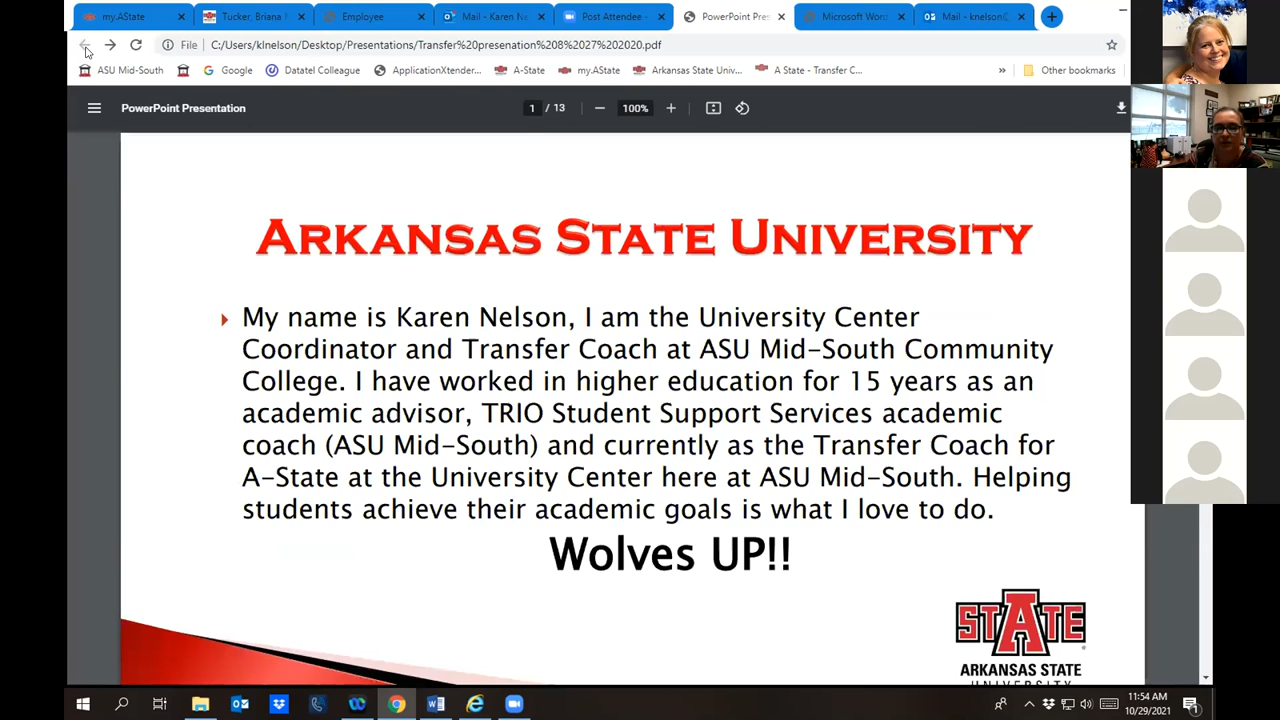 my.AState
Tucker, Briana M
Employee
Mail - Karen Ne
Post Attendee -
PowerPoint Pres
Microsoft Word
Mail - knelson@
File
C:/Users/klnelson/Desktop/Presentations/Transfer%20presenation%208%2027%202020.pdf
ASU Mid-South
Google
Datatel Colleague
ApplicationXtender...
A-State
my.AState
Arkansas State Univ...
A State - Transfer C...
»
Other bookmarks
PowerPoint Presentation
1 / 13
100%
ARKANSAS STATE UNIVERSITY
My name is Karen Nelson, I am the University Center
Coordinator and Transfer Coach at ASU Mid-South Community
College. I have worked in higher education for 15 years as an
academic advisor, TRIO Student Support Services academic
coach (ASU Mid-South) and currently as the Transfer Coach for
A-State at the University Center here at ASU Mid-South. Helping
students achieve their academic goals is what I love to do.
Wolves UP!!
STATE
ARKANSAS STATE
UNIVERSITY
11:54 AM
10/29/2021
1